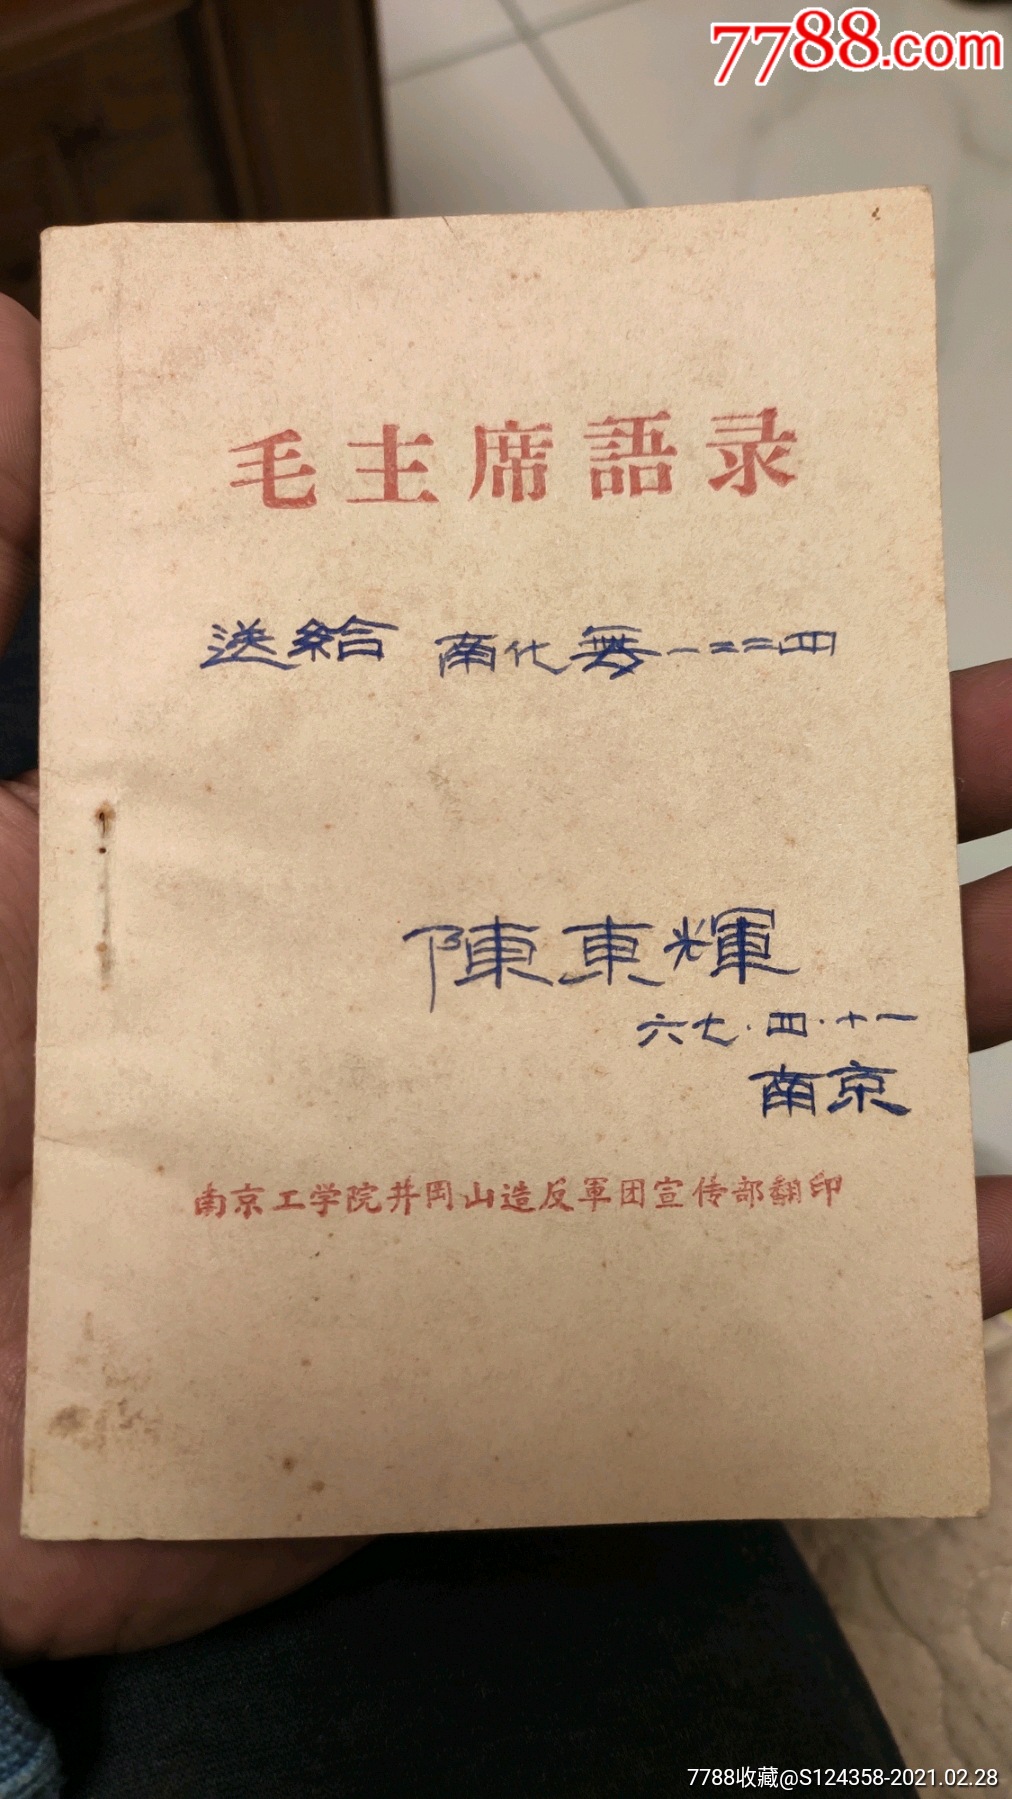 7788.com
毛主席語录
送給 南化無一二二四
陳東輝
六七.四.十一
南京
南京工学院井岡山造反軍团宣传部翻印
7788收藏@S124358-2021.02.28